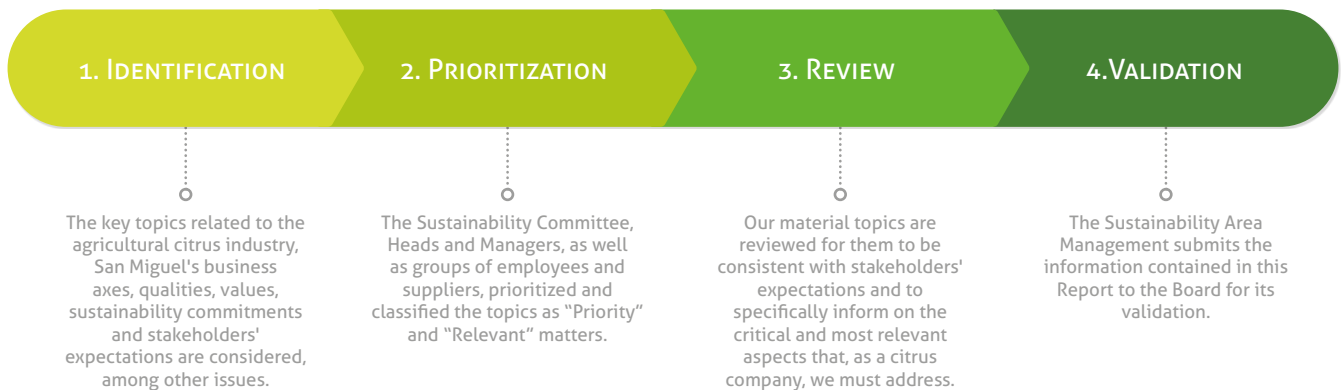 1. Identification
2. Prioritization
3. Review
4.Validation
The key topics related to the
agricultural citrus industry,
San Miguel's business
axes, qualities, values,
sustainability commitments
and stakeholders'
expectations are considered,
among other issues.
The Sustainability Committee,
Heads and Managers, as well
as groups of employees and
suppliers, prioritized and
classified the topics as “Priority”
and “Relevant” matters.
Our material topics are
reviewed for them to be
consistent with stakeholders'
expectations and to
specifically inform on the
critical and most relevant
aspects that, as a citrus
company, we must address.
The Sustainability Area
Management submits the
information contained in this
Report to the Board for its
validation.